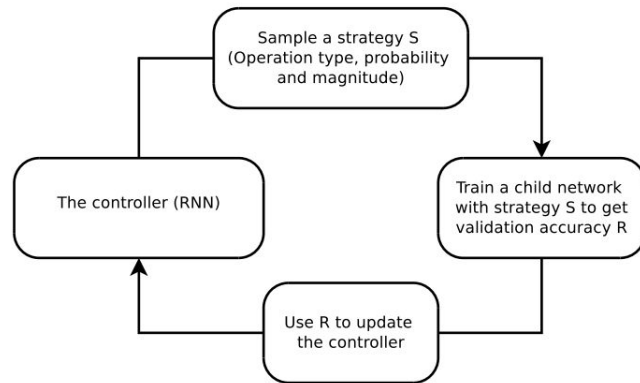 Sample a strategy S
(Operation type, probability
and magnitude)
The controller (RNN)
Train a child network
with strategy S to get
validation accuracy R
Use R to update
the controller